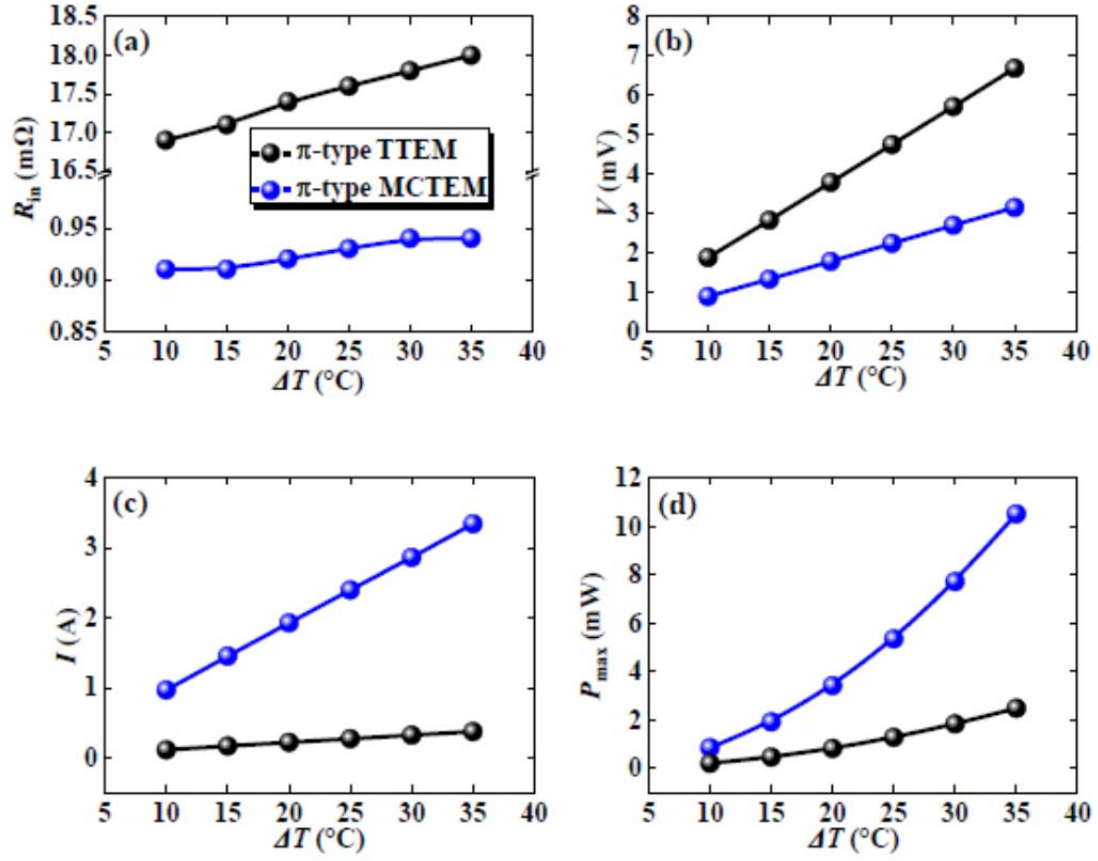 (a)
18.5
18.0
17.5
17.0
16.5
0.95
0.90
0.85
R_in (mΩ)
π-type TTEM
π-type MCTEM
5 10 15 20 25 30 35 40
ΔT (°C)
(b)
8
7
6
5
4
3
2
1
0
V (mV)
5 10 15 20 25 30 35 40
ΔT (°C)
(c)
4
3
2
1
0
I (A)
5 10 15 20 25 30 35 40
ΔT (°C)
(d)
12
10
8
6
4
2
0
P_max (mW)
5 10 15 20 25 30 35 40
ΔT (°C)